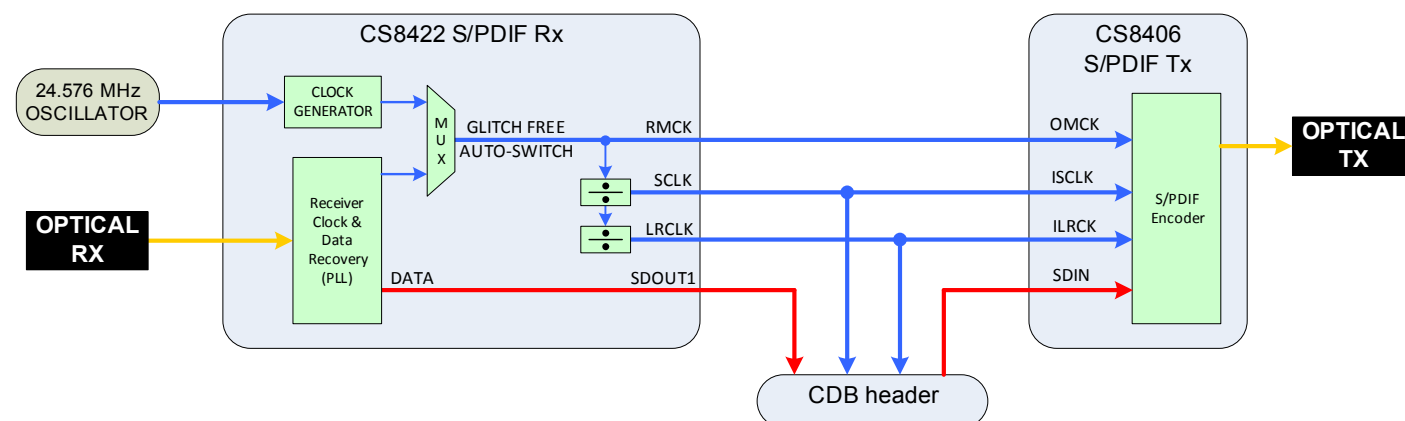 CS8422 S/PDIF Rx
CS8406
S/PDIF Tx
24.576 MHz
OSCILLATOR
CLOCK
GENERATOR
M
U
X
GLITCH FREE
AUTO-SWITCH
RMCK
OMCK
OPTICAL
TX
SCLK
ISCLK
OPTICAL
RX
Receiver
Clock &
Data
Recovery
(PLL)
S/PDIF
Encoder
LRCLK
ILRCK
DATA
SDOUT1
SDIN
CDB header